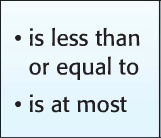 • is less than
or equal to
• is at most